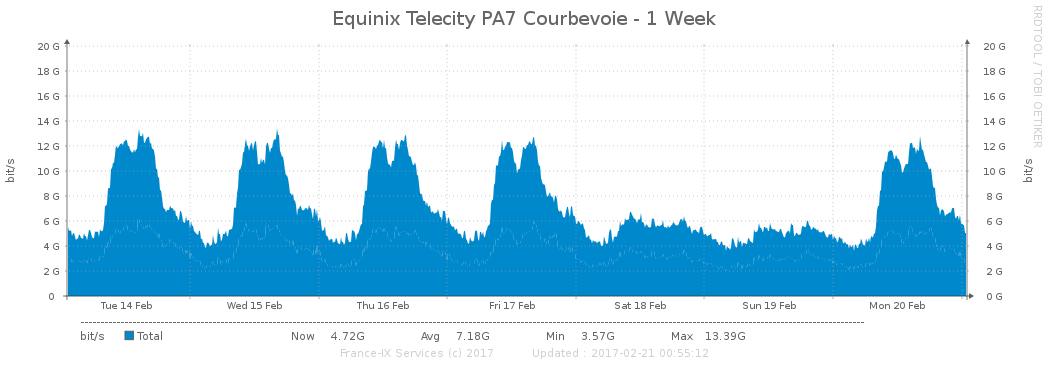 Equinix Telecity PA7 Courbevoie - 1 Week
RRDTOOL / TOBI OETIKER
bit/s
20 G
18 G
16 G
14 G
12 G
10 G
8 G
6 G
4 G
2 G
0
20 G
18 G
16 G
14 G
12 G
10 G
8 G
6 G
4 G
2 G
0 G
bit/s
Tue 14 Feb Wed 15 Feb Thu 16 Feb Fri 17 Feb Sat 18 Feb Sun 19 Feb Mon 20 Feb
bit/s Total Now 4.72G Avg 7.18G Min 3.57G Max 13.39G
France-IX Services (c) 2017 Updated : 2017-02-21 00:55:12